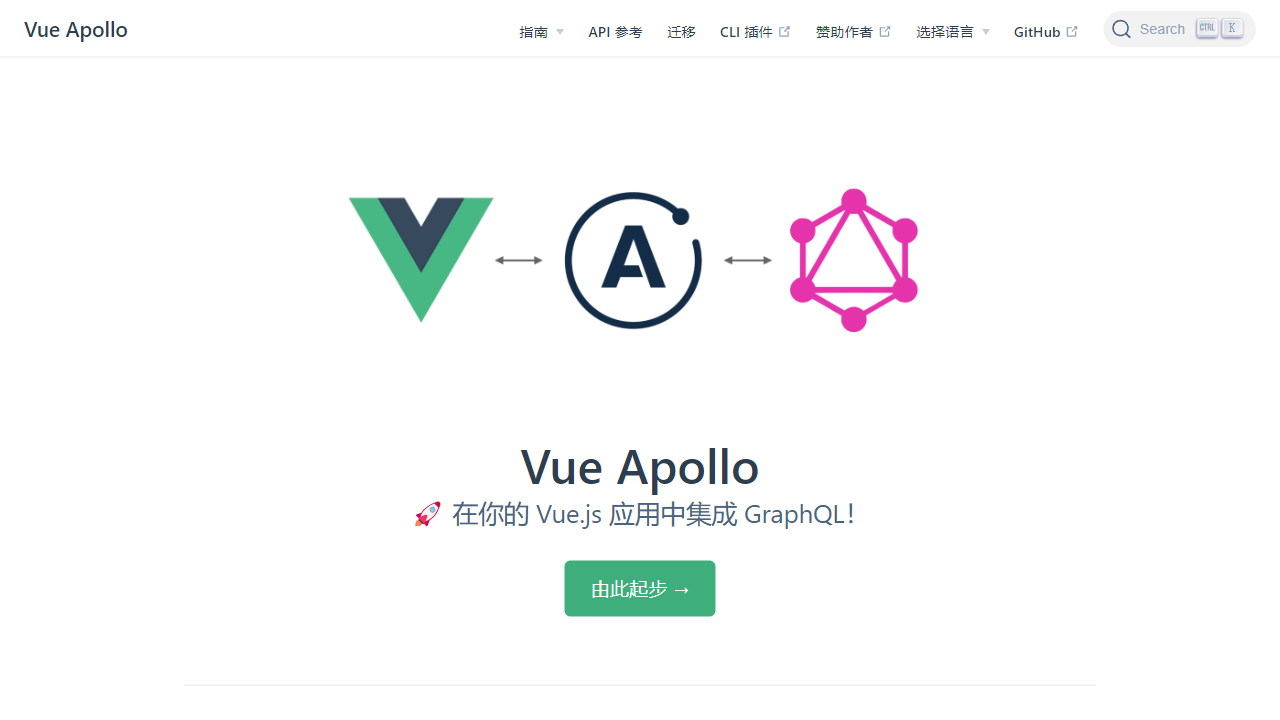 Vue Apollo
指南 API 参考 迁移 CLI 插件 赞助作者 选择语言 GitHub Search CTRL K
A
Vue Apollo
🚀 在你的 Vue.js 应用中集成 GraphQL!
由此起步 →